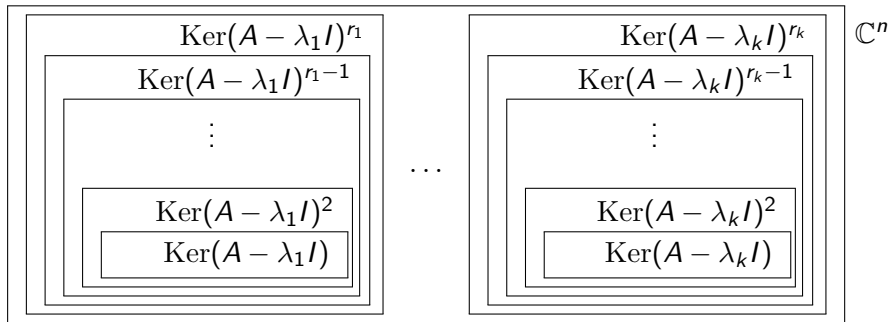 Ker(A − λ₁I)^{r₁} Ker(A − λₖI)^{rₖ} ℂⁿ
Ker(A − λ₁I)^{r₁−1} Ker(A − λₖI)^{rₖ−1}
⋮ ⋮
⋯
Ker(A − λ₁I)² Ker(A − λₖI)²
Ker(A − λ₁I) Ker(A − λₖI)